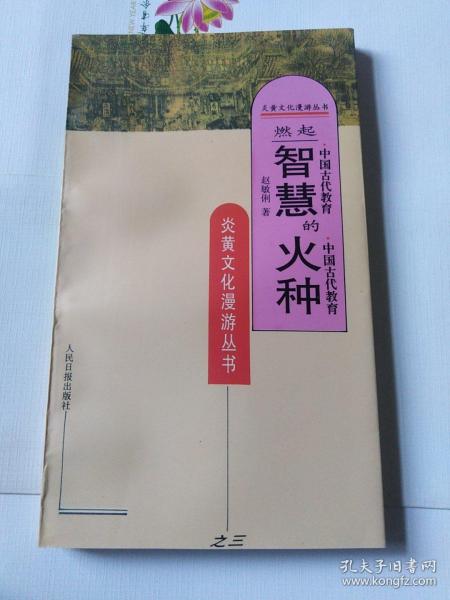 炎黄文化漫游丛书
燃起
智慧的火种
·中国古代教育
·中国古代教育
赵敏俐 著
炎黄文化漫游丛书
人民日报出版社
之三
孔夫子旧书网
www.kongfz.com